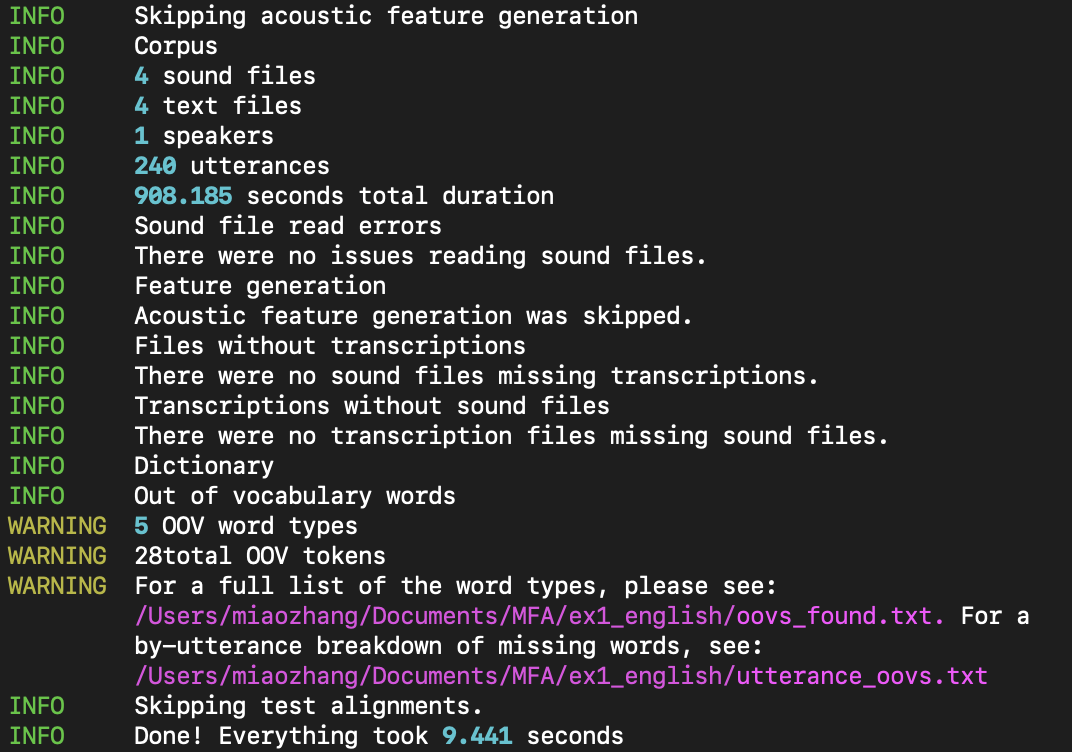 INFO Skipping acoustic feature generation
INFO Corpus
INFO 4 sound files
INFO 4 text files
INFO 1 speakers
INFO 240 utterances
INFO 908.185 seconds total duration
INFO Sound file read errors
INFO There were no issues reading sound files.
INFO Feature generation
INFO Acoustic feature generation was skipped.
INFO Files without transcriptions
INFO There were no sound files missing transcriptions.
INFO Transcriptions without sound files
INFO There were no transcription files missing sound files.
INFO Dictionary
INFO Out of vocabulary words
WARNING 5 OOV word types
WARNING 28total OOV tokens
WARNING For a full list of the word types, please see:
/Users/miaozhang/Documents/MFA/ex1_english/oovs_found.txt. For a
by-utterance breakdown of missing words, see:
/Users/miaozhang/Documents/MFA/ex1_english/utterance_oovs.txt
INFO Skipping test alignments.
INFO Done! Everything took 9.441 seconds